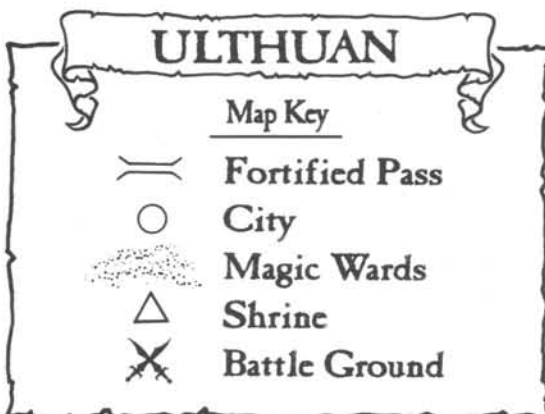 ULTHUAN
Map Key
Fortified Pass
City
Magic Wards
Shrine
Battle Ground